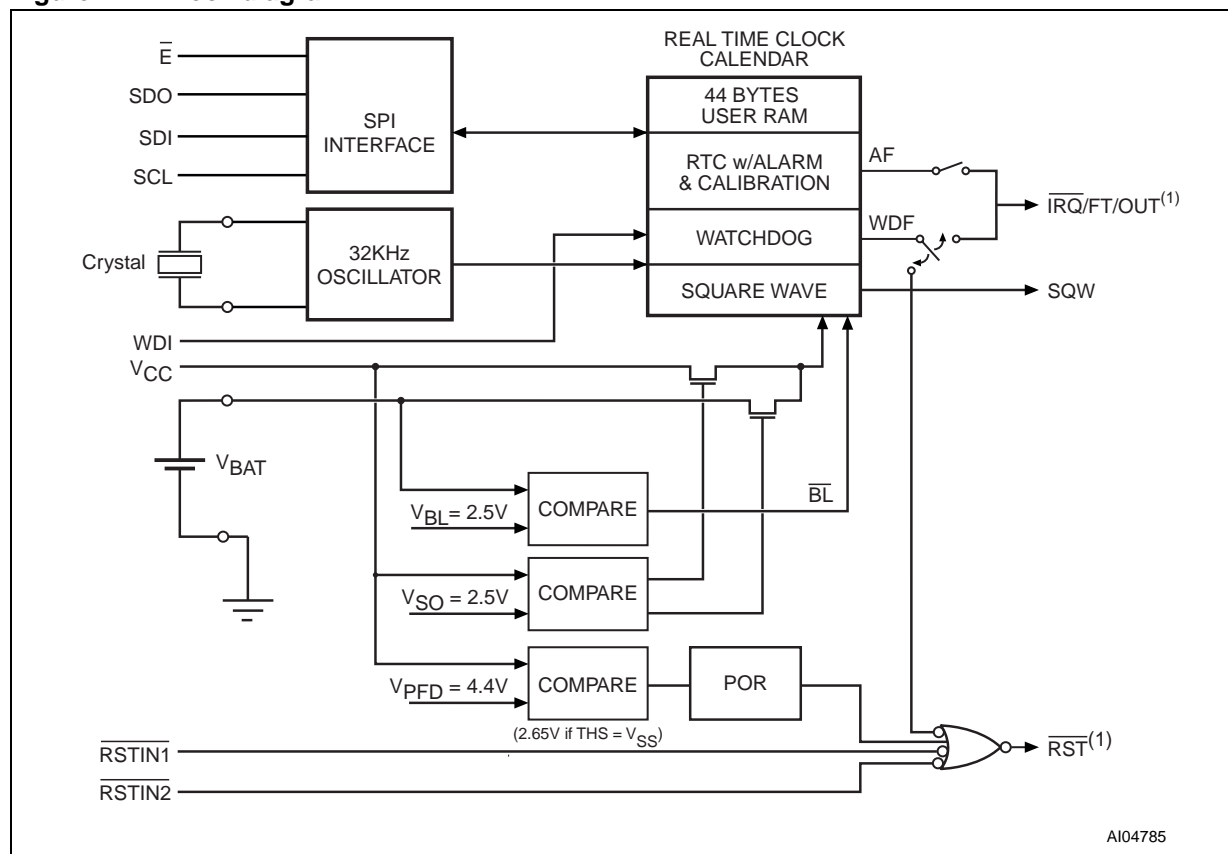 REAL TIME CLOCK
CALENDAR
E
SDO
SDI
SCL
SPI
INTERFACE
44 BYTES
USER RAM
RTC w/ALARM
& CALIBRATION
AF
IRQ/FT/OUT(1)
WDF
WATCHDOG
Crystal
32KHz
OSCILLATOR
SQUARE WAVE
SQW
WDI
VCC
VBAT
BL
VBL = 2.5V
COMPARE
VSO = 2.5V
COMPARE
VPFD = 4.4V
COMPARE
POR
(2.65V if THS = VSS)
RSTIN1
RST(1)
RSTIN2
AI04785